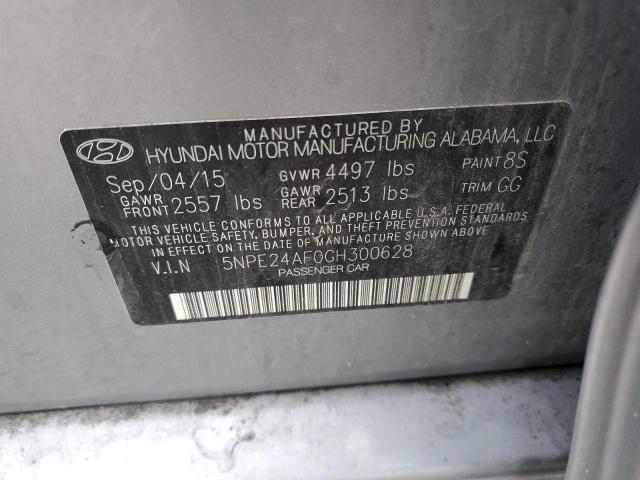 MANUFACTURED BY
HYUNDAI MOTOR MANUFACTURING ALABAMA, LLC
Sep/04/15 GVWR 4497 lbs PAINT 8S
GAWR FRONT 2557 lbs GAWR REAR 2513 lbs TRIM GG
THIS VEHICLE CONFORMS TO ALL APPLICABLE U.S.A. FEDERAL
MOTOR VEHICLE SAFETY, BUMPER, AND THEFT PREVENTION STANDARDS
IN EFFECT ON THE DATE OF MANUFACTURE SHOWN ABOVE.
V.I.N 5NPE24AF0GH300628
PASSENGER CAR